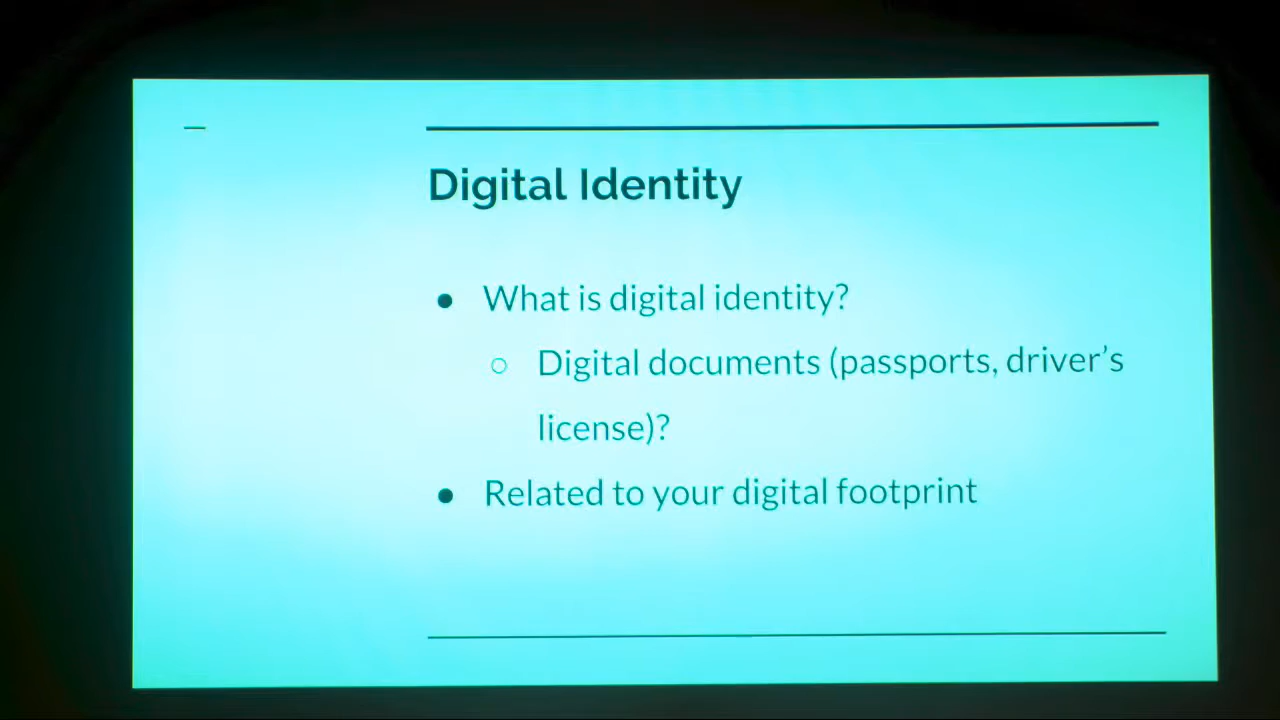 Digital Identity
● What is digital identity?
○ Digital documents (passports, driver’s
license)?
● Related to your digital footprint